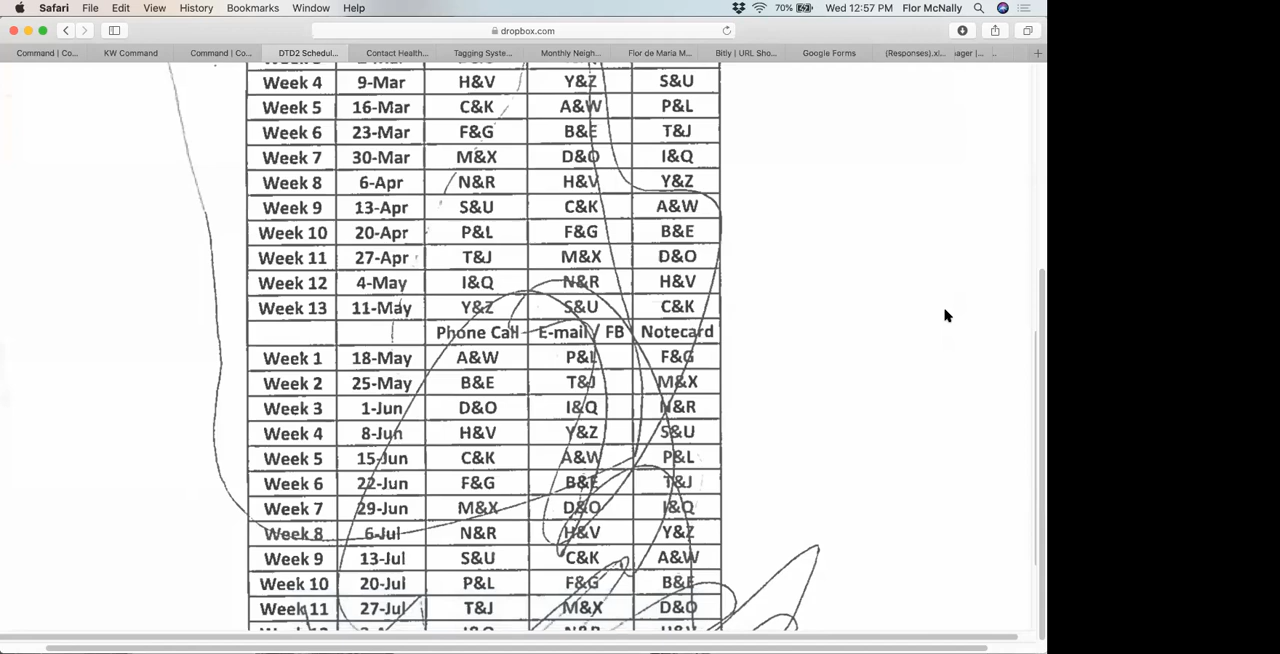 Safari File Edit View History Bookmarks Window Help 70% Wed 12:57 PM Flor McNally
dropbox.com
Command | Co... KW Command Command | Co... DTD2 Schedul... Contact Health... Tagging Syste... Monthly Neigh... Flor de Maria M... Bitly | URL Sho... Google Forms (Responses).xl... ager |...
Week 4 9-Mar H&V Y&Z S&U
Week 5 16-Mar C&K A&W P&L
Week 6 23-Mar F&G B&E T&J
Week 7 30-Mar M&X D&O I&Q
Week 8 6-Apr N&R H&V Y&Z
Week 9 13-Apr S&U C&K A&W
Week 10 20-Apr P&L F&G B&E
Week 11 27-Apr T&J M&X D&O
Week 12 4-May I&Q N&R H&V
Week 13 11-May Y&Z S&U C&K
Phone Call E-mail / FB Notecard
Week 1 18-May A&W P&L F&G
Week 2 25-May B&E T&J M&X
Week 3 1-Jun D&O I&Q N&R
Week 4 8-Jun H&V Y&Z S&U
Week 5 15-Jun C&K A&W P&L
Week 6 22-Jun F&G B&E T&J
Week 7 29-Jun M&X D&O I&Q
Week 8 6-Jul N&R H&V Y&Z
Week 9 13-Jul S&U C&K A&W
Week 10 20-Jul P&L F&G B&E
Week 11 27-Jul T&J M&X D&O